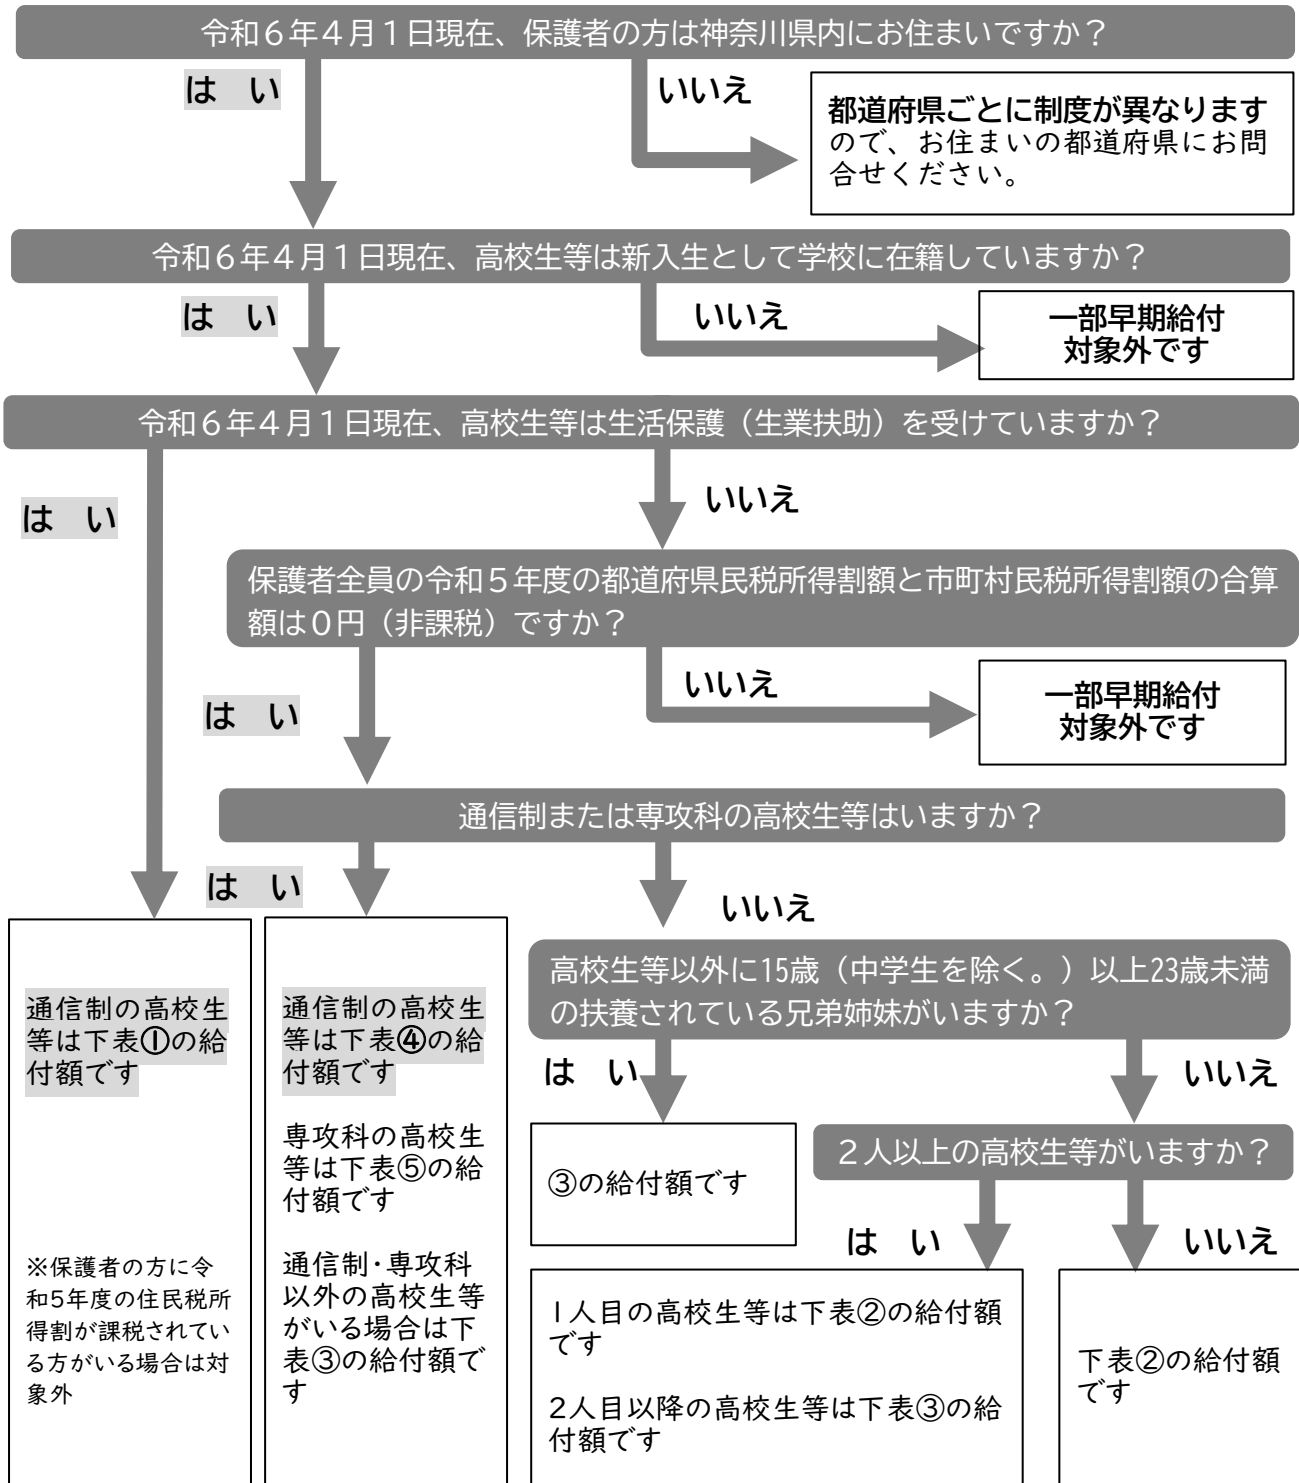 令和６年４月１日現在、保護者の方は神奈川県内にお住まいですか？
は　い
いいえ
都道府県ごとに制度が異なります
ので、お住まいの都道府県にお問
合せください。
令和６年４月１日現在、高校生等は新入生として学校に在籍していますか？
は　い
いいえ
一部早期給付
対象外です
令和６年４月１日現在、高校生等は生活保護（生業扶助）を受けていますか？
は　い
いいえ
保護者全員の令和５年度の都道府県民税所得割額と市町村民税所得割額の合算
額は０円（非課税）ですか？
は　い
いいえ
一部早期給付
対象外です
通信制または専攻科の高校生等はいますか？
は　い
いいえ
通信制の高校生
等は下表①の給
付額です
※保護者の方に令
和5年度の住民税所
得割が課税されてい
る方がいる場合は対
象外
通信制の高校生
等は下表④の給
付額です
専攻科の高校生
等は下表⑤の給
付額です
通信制・専攻科
以外の高校生等
がいる場合は下
表③の給付額で
す
高校生等以外に15歳（中学生を除く。）以上23歳未満
の扶養されている兄弟姉妹がいますか？
は　い
いいえ
③の給付額です
２人以上の高校生等がいますか？
は　い
いいえ
1人目の高校生等は下表②の給付額
です
2人目以降の高校生等は下表③の給
付額です
下表②の給付額
です